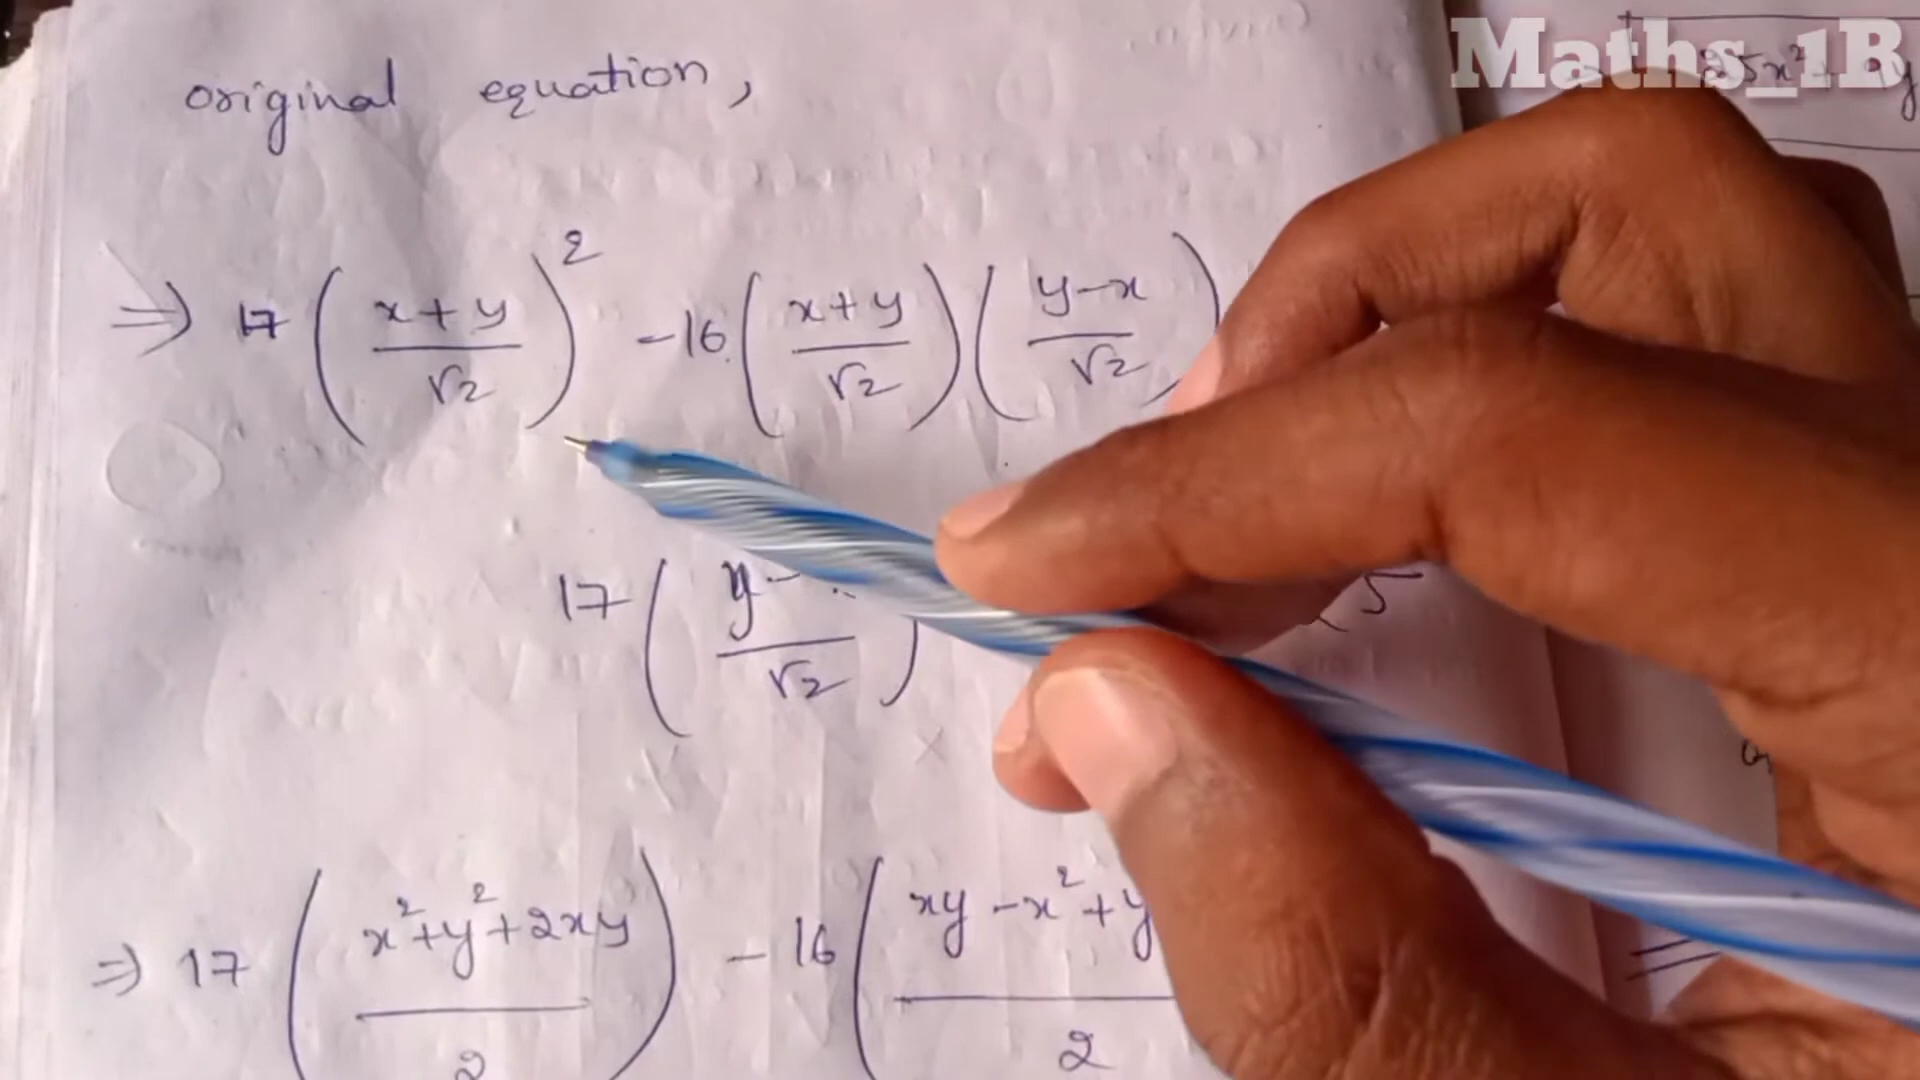 Maths_1B
original equation,
⇒ 17 (x+y/√2)² -16 (x+y/√2) (y-x/√2)
17 (y-/√2) 5
⇒ 17 (x²+y²+2xy/2) - 16 (xy-x²+y/2